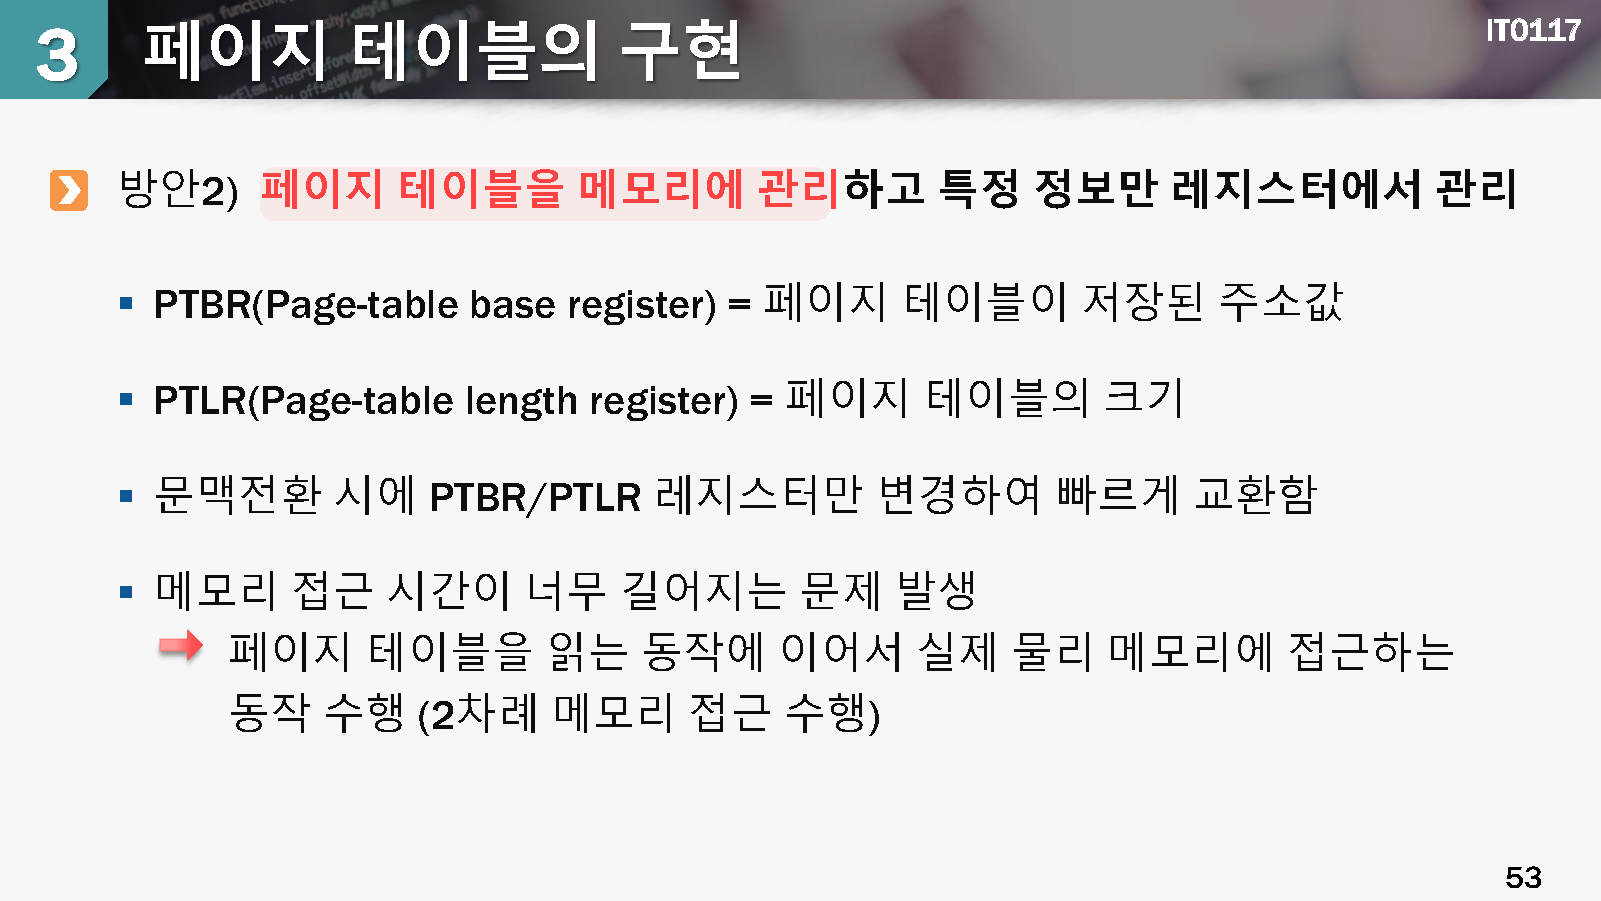 3 페이지 테이블의 구현
IT0117
방안2) 페이지 테이블을 메모리에 관리하고 특정 정보만 레지스터에서 관리
PTBR(Page-table base register) = 페이지 테이블이 저장된 주소값
PTLR(Page-table length register) = 페이지 테이블의 크기
문맥전환 시에 PTBR/PTLR 레지스터만 변경하여 빠르게 교환함
메모리 접근 시간이 너무 길어지는 문제 발생
페이지 테이블을 읽는 동작에 이어서 실제 물리 메모리에 접근하는
동작 수행 (2차례 메모리 접근 수행)
53